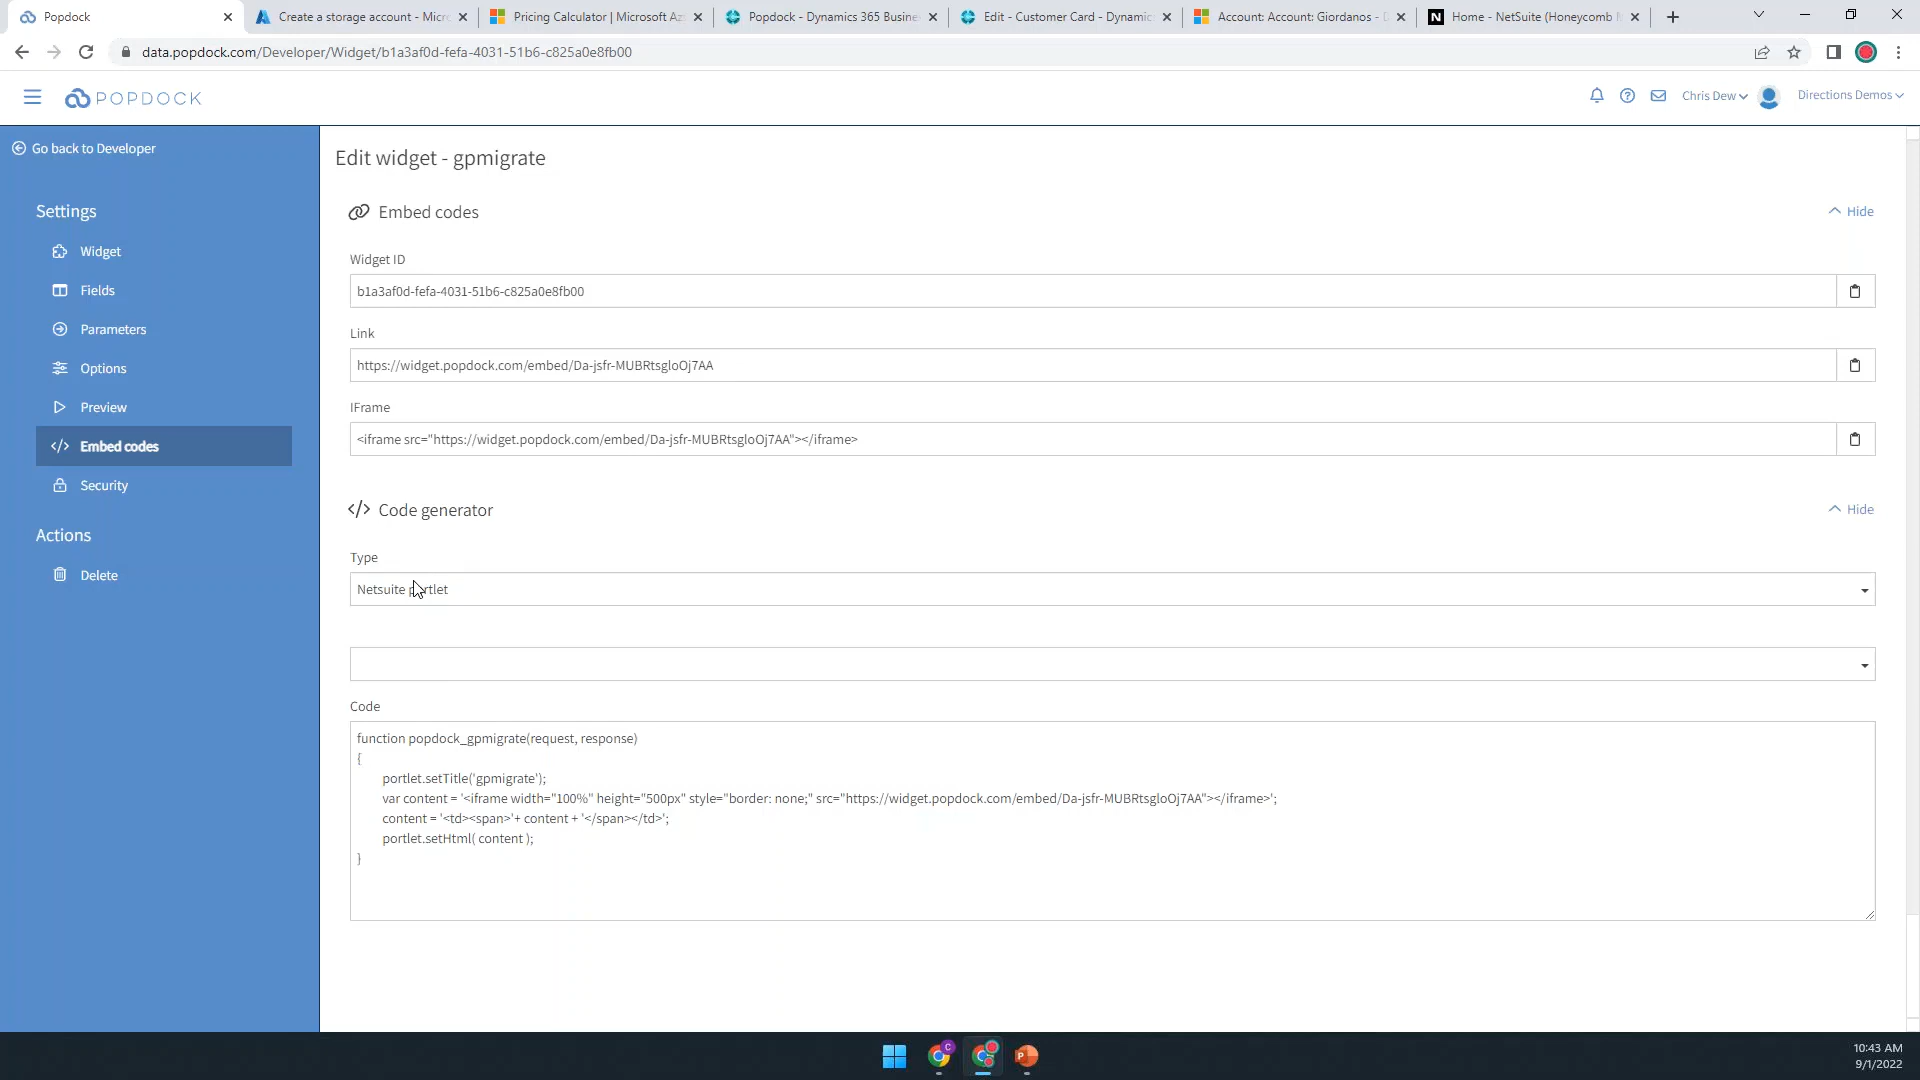 Popdock
Create a storage account - Micr
Pricing Calculator | Microsoft Az
Popdock - Dynamics 365 Busine
Edit - Customer Card - Dynamic
Account: Account: Giordanos - D
N Home - NetSuite (Honeycomb
data.popdock.com/Developer/Widget/b1a3af0d-fefa-4031-51b6-c825a0e8fb00
POPDOCK
Chris Dew
Directions Demos
Go back to Developer
Settings
Widget
Fields
Parameters
Options
Preview
</> Embed codes
Security
Actions
Delete
Edit widget - gpmigrate
Embed codes
Hide
Widget ID
b1a3af0d-fefa-4031-51b6-c825a0e8fb00
Link
https://widget.popdock.com/embed/Da-jsfr-MUBRtsgloOj7AA
IFrame
<iframe src="https://widget.popdock.com/embed/Da-jsfr-MUBRtsgloOj7AA"></iframe>
</> Code generator
Hide
Type
Netsuite portlet
Code
function popdock_gpmigrate(request, response)
{
portlet.setTitle('gpmigrate');
var content = '<iframe width="100%" height="500px" style="border: none;" src="https://widget.popdock.com/embed/Da-jsfr-MUBRtsgloOj7AA"></iframe>';
content = '<td><span>'+ content + '</span></td>';
portlet.setHtml( content );
}
10:43 AM
9/1/2022